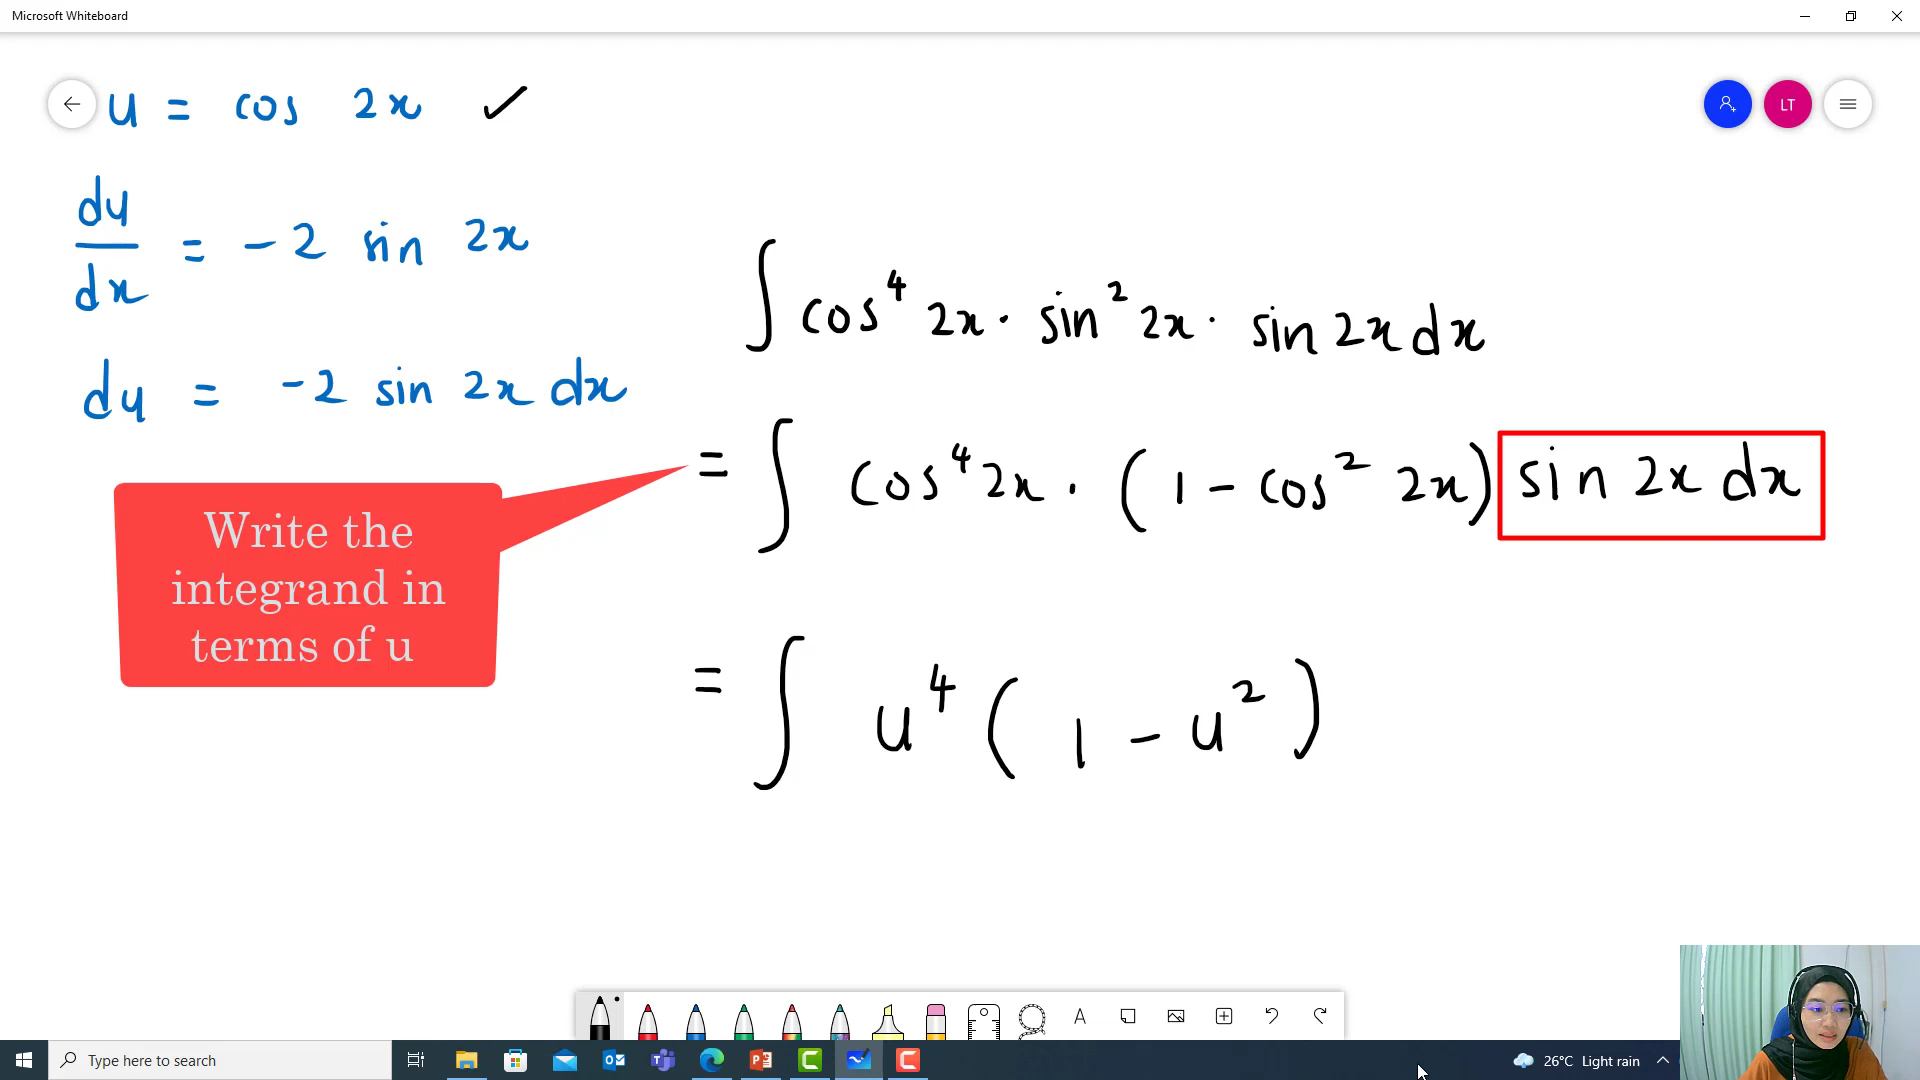 Microsoft Whiteboard
u = cos 2x ✓
du/dx = -2 sin 2x
du = -2 sin 2x dx
Write the
integrand in
terms of u
∫ cos⁴ 2x · sin² 2x · sin 2x dx
= ∫ cos⁴ 2x · (1 - cos² 2x) sin 2x dx
= ∫ u⁴ (1 - u²)
LT
A
Type here to search
26°C Light rain